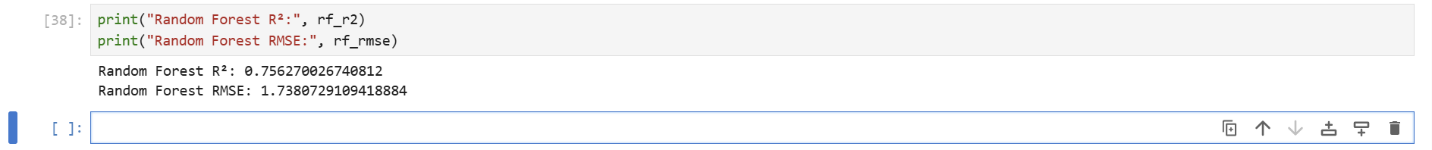 [38]: print("Random Forest R²:", rf_r2)
print("Random Forest RMSE:", rf_rmse)
Random Forest R²: 0.756270026740812
Random Forest RMSE: 1.7380729109418884
[ ]: